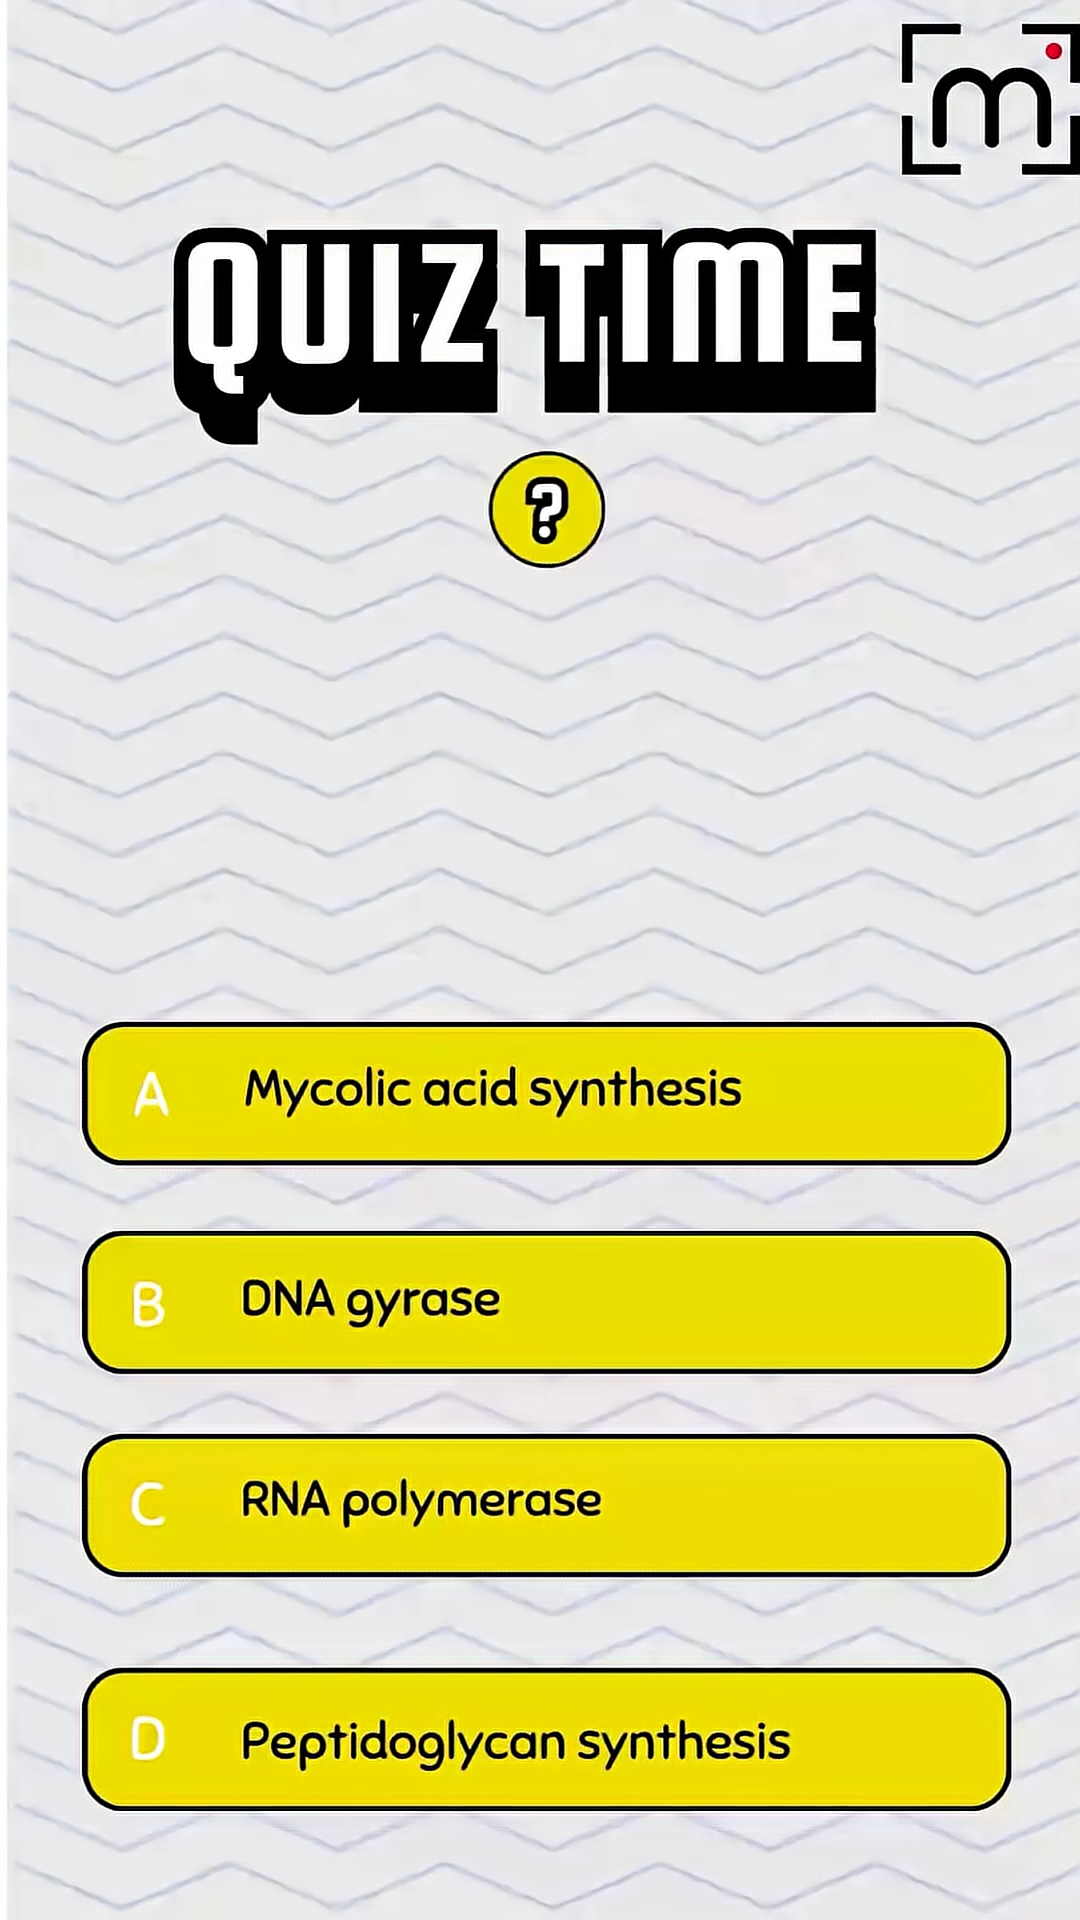 m
QUIZ TIME
?
A Mycolic acid synthesis
B DNA gyrase
C RNA polymerase
D Peptidoglycan synthesis